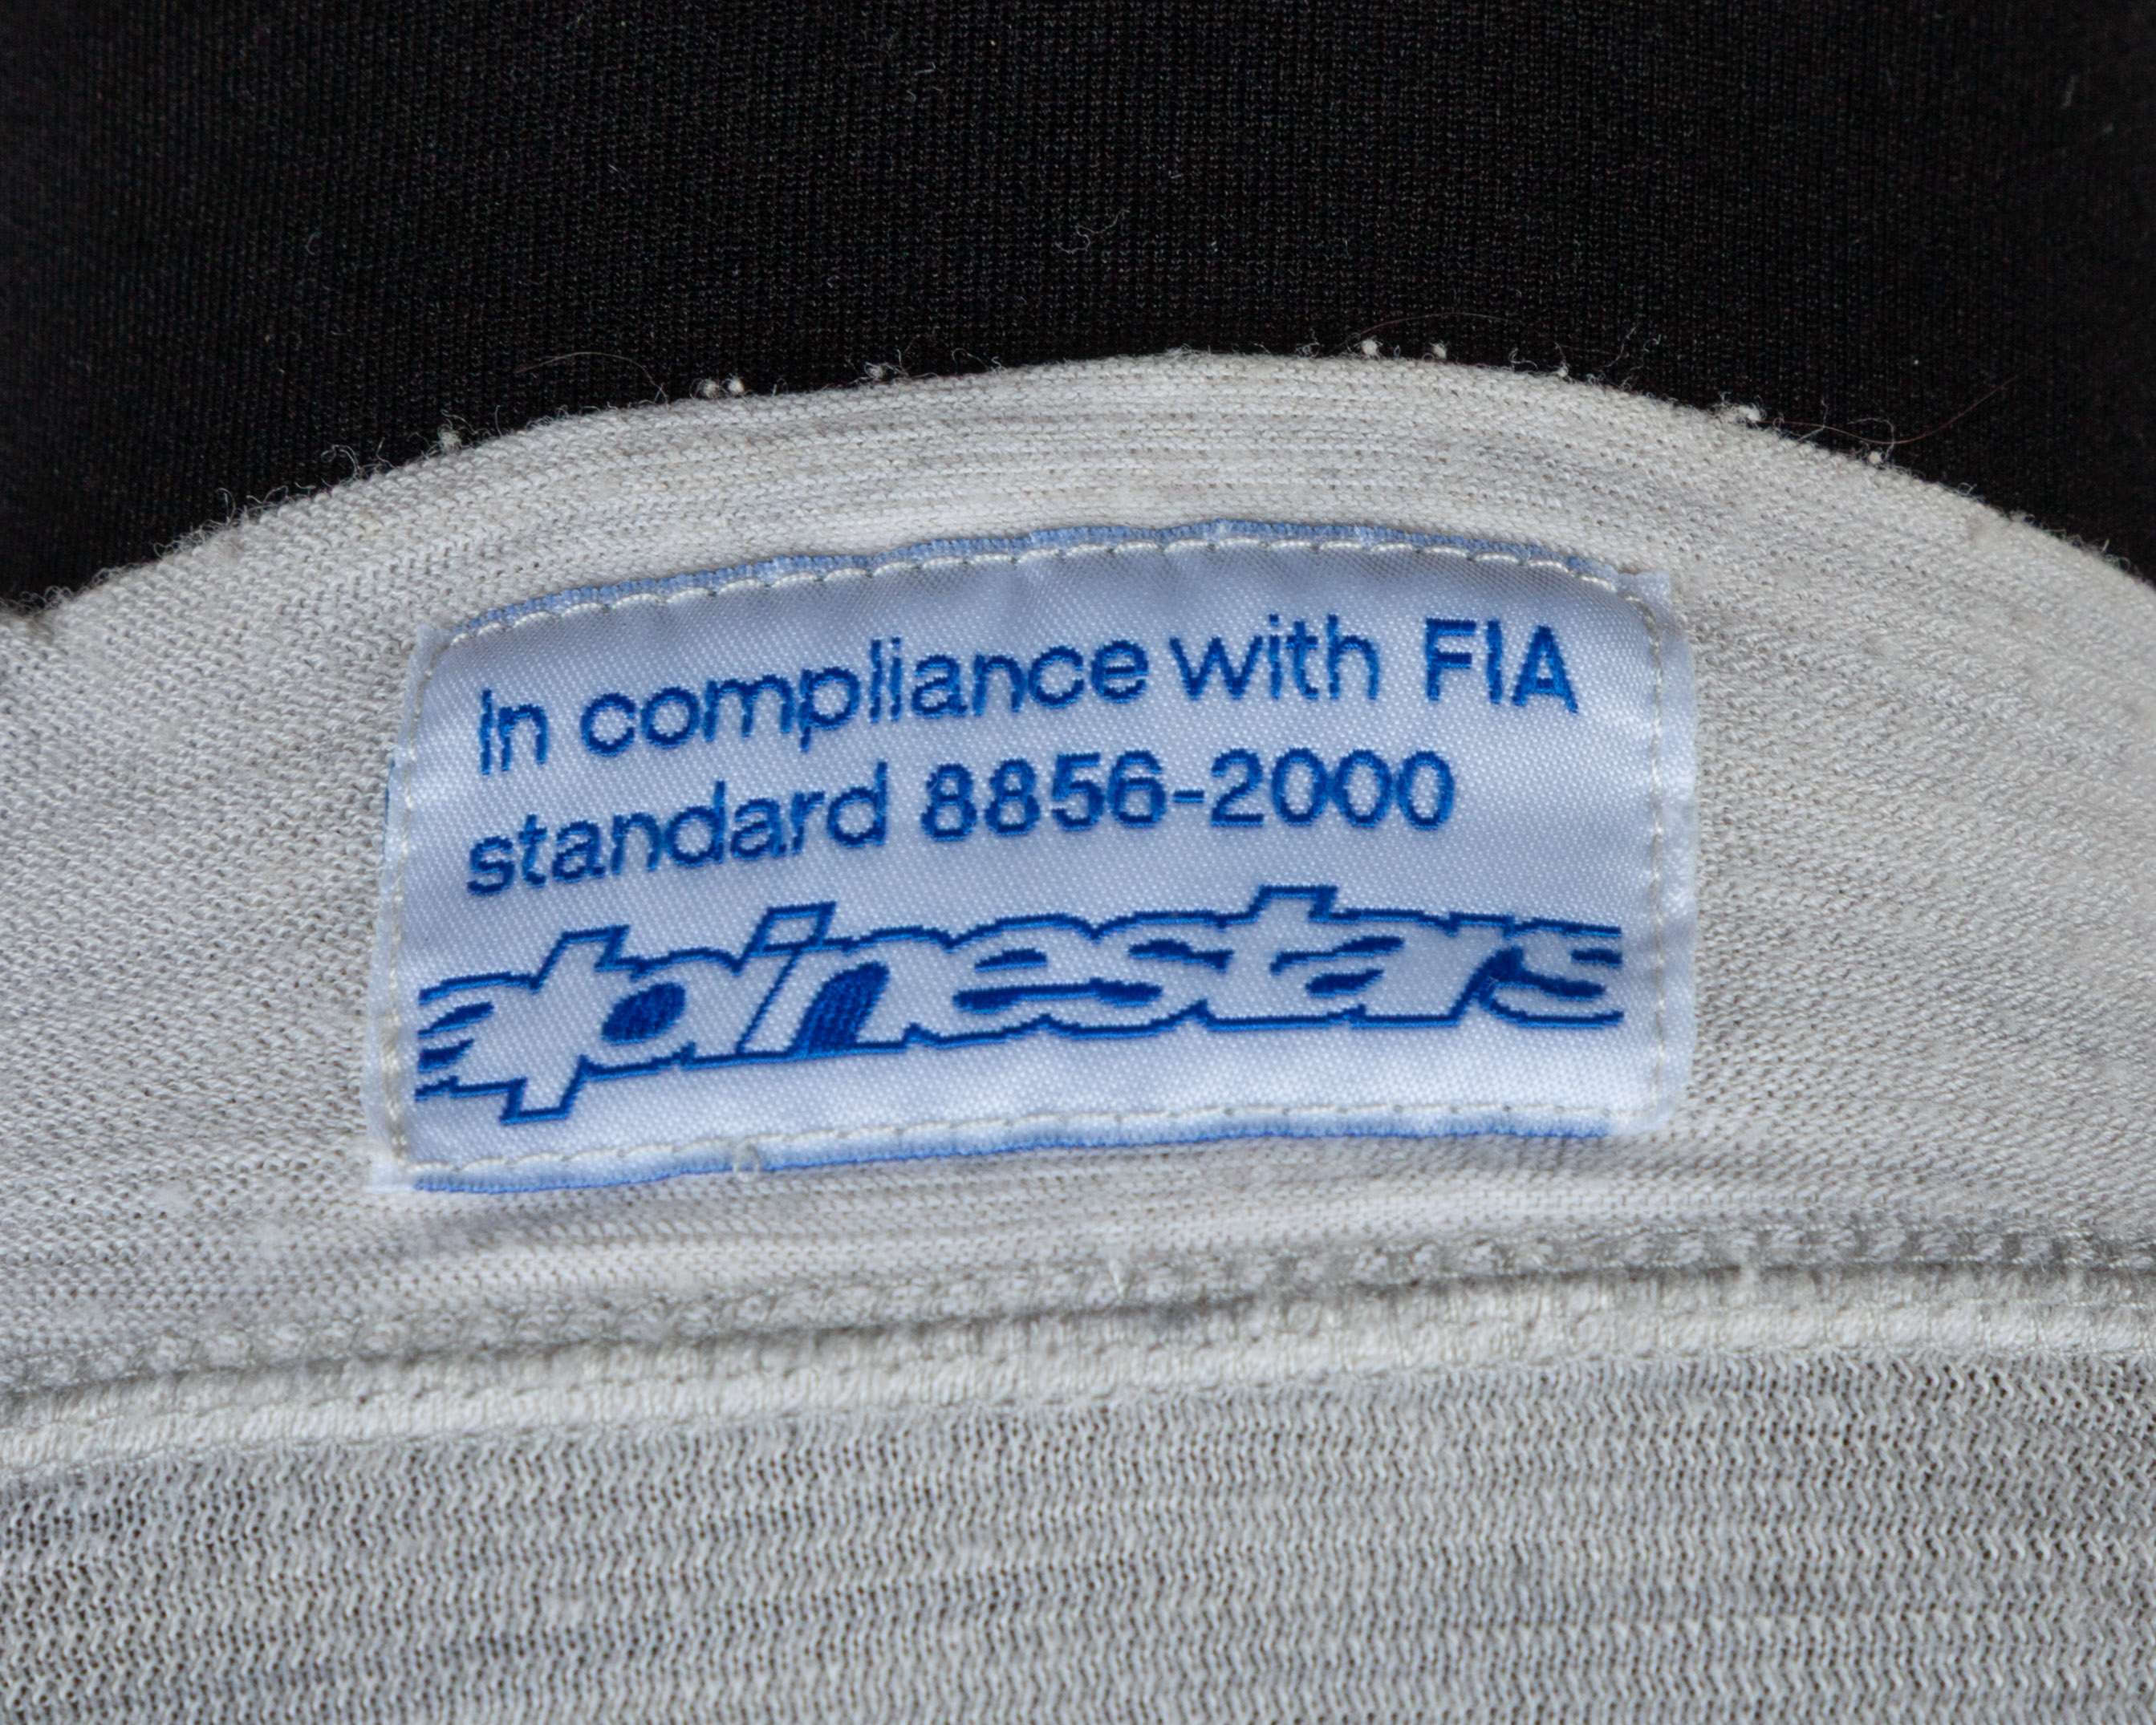 In compliance with FIA
standard 8856-2000
alpinestars